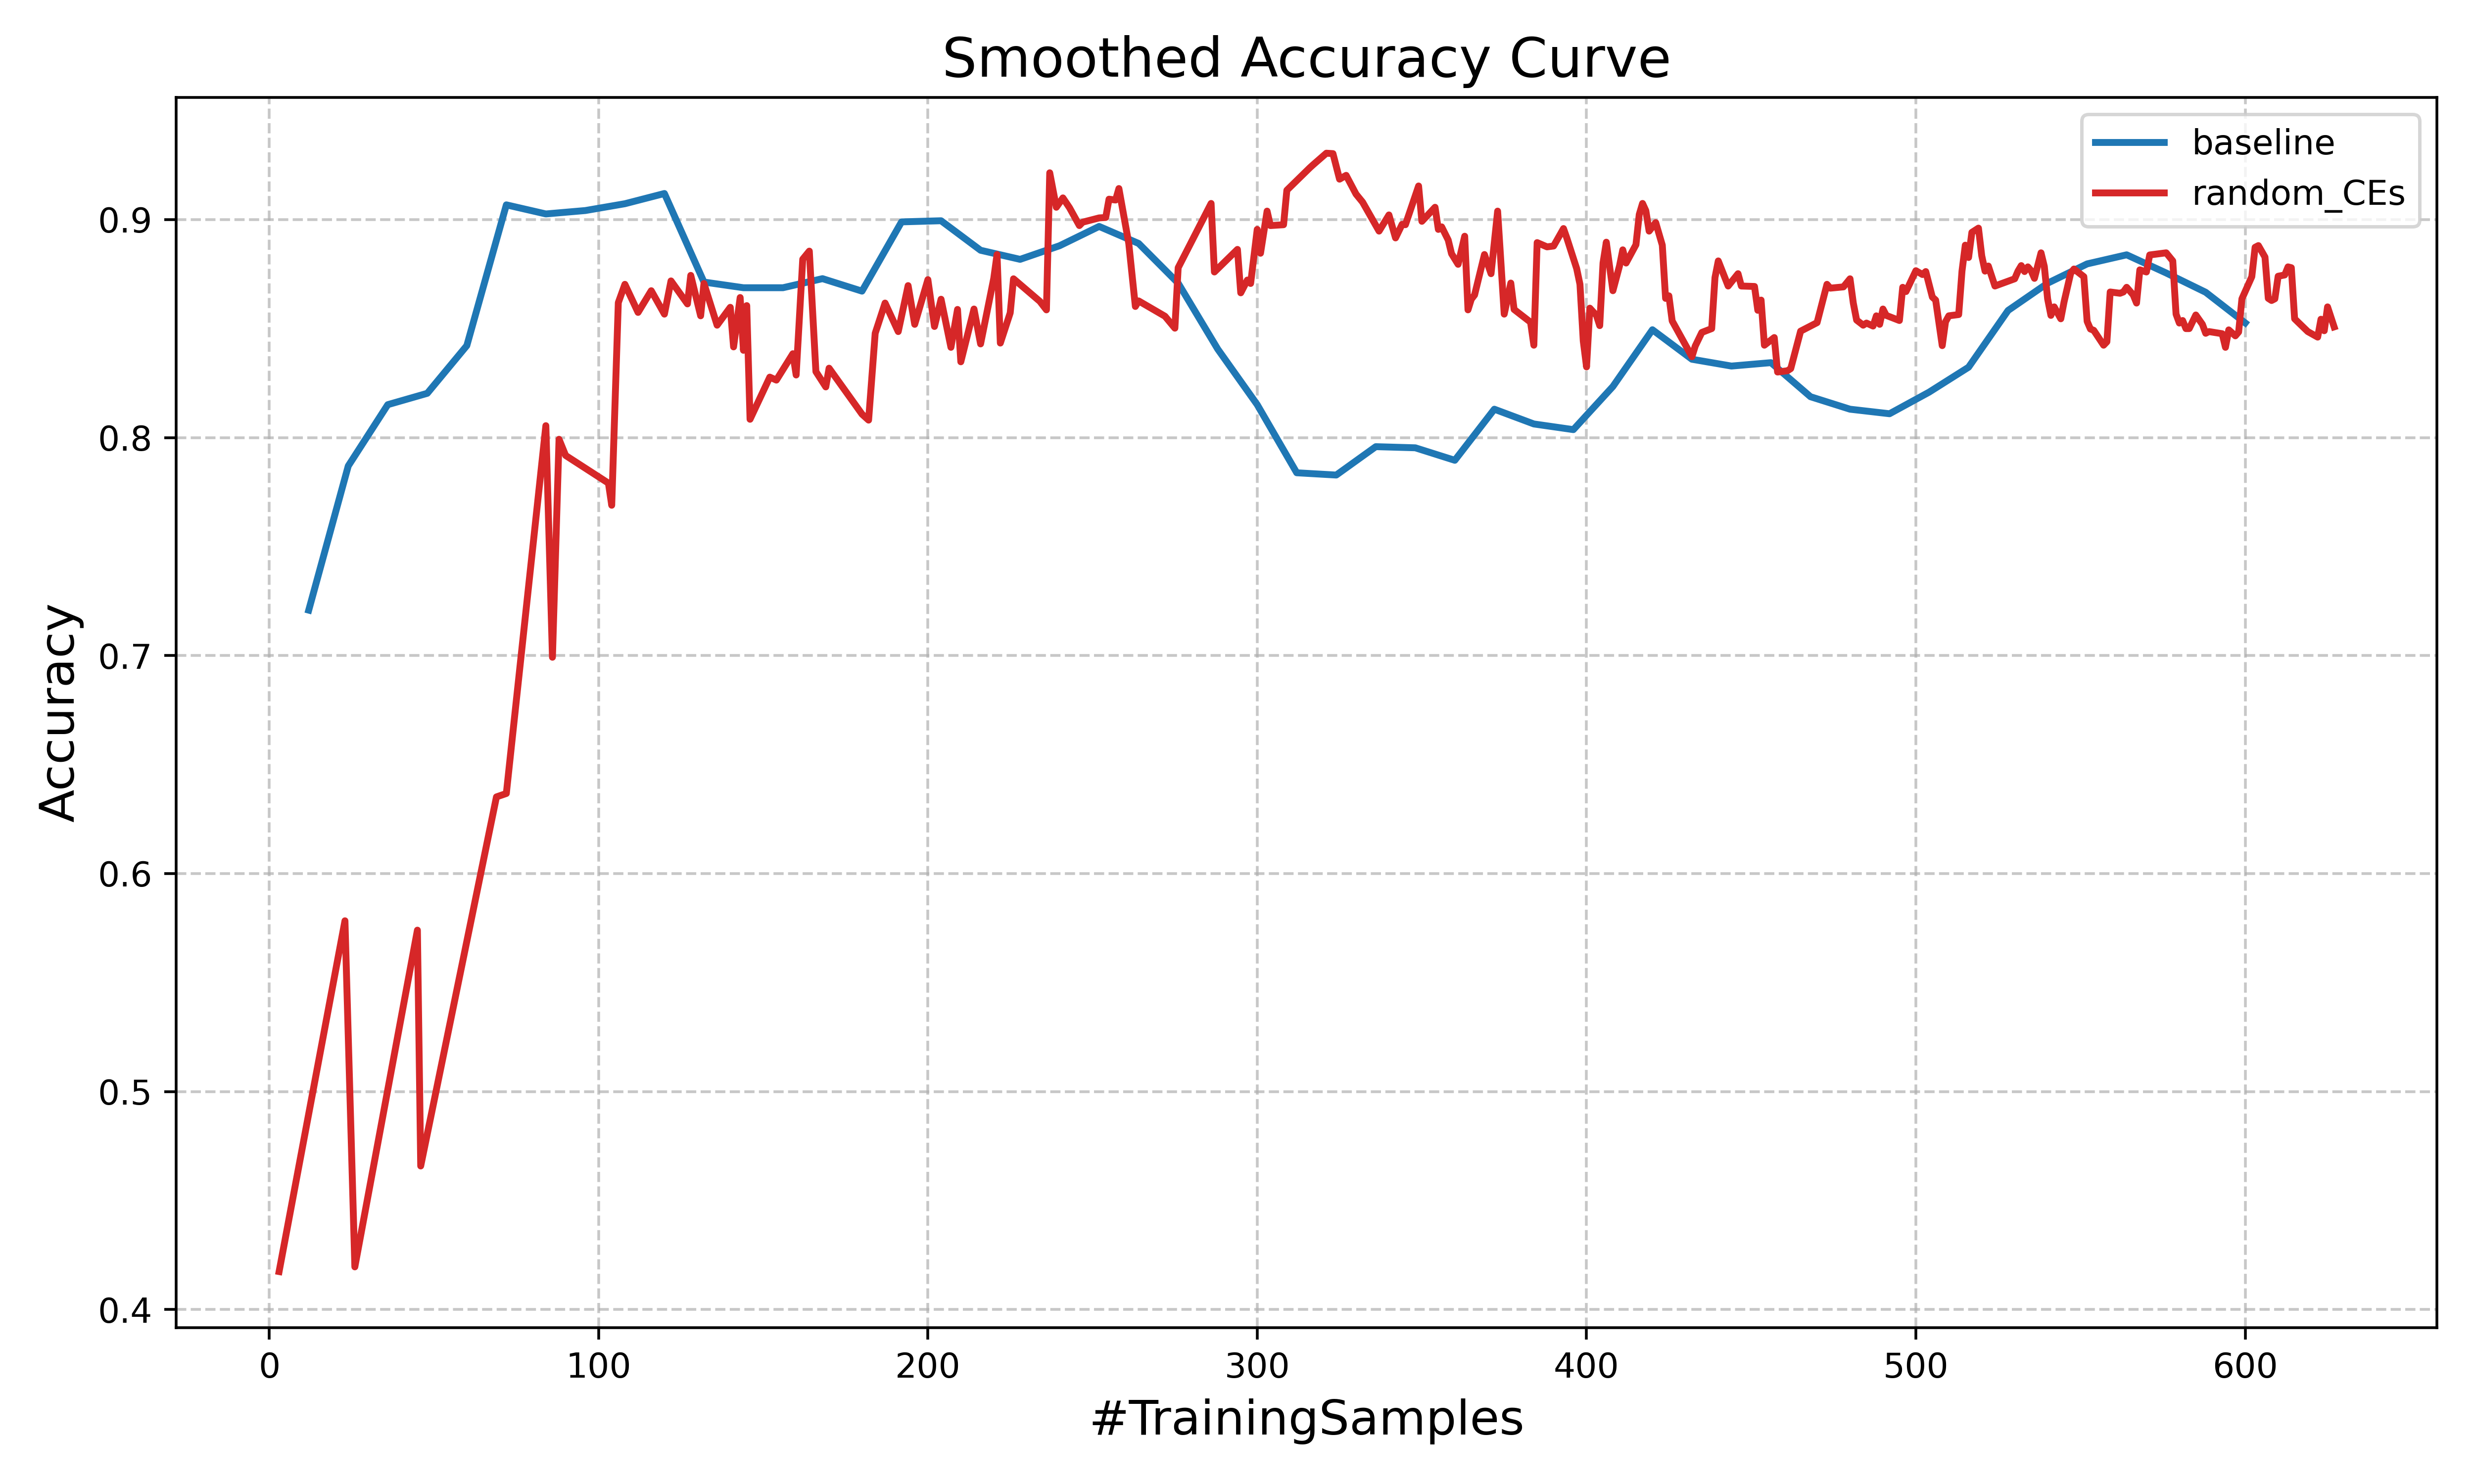 Smoothed Accuracy Curve
baseline
random_CEs
Accuracy
0.9
0.8
0.7
0.6
0.5
0.4
0 100 200 300 400 500 600
#TrainingSamples